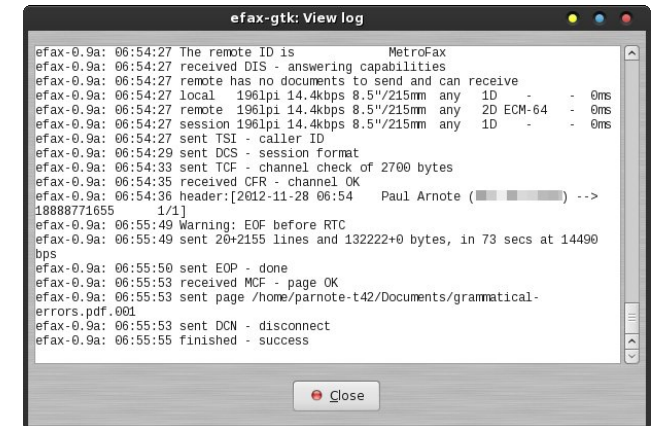 efax-gtk: View log
efax-0.9a: 06:54:27 The remote ID is MetroFax
efax-0.9a: 06:54:27 received DIS - answering capabilities
efax-0.9a: 06:54:27 remote has no documents to send and can receive
efax-0.9a: 06:54:27 local 196lpi 14.4kbps 8.5"/215mm any 1D - - 0ms
efax-0.9a: 06:54:27 remote 196lpi 14.4kbps 8.5"/215mm any 2D ECM-64 - 0ms
efax-0.9a: 06:54:27 session 196lpi 14.4kbps 8.5"/215mm any 1D - - 0ms
efax-0.9a: 06:54:27 sent TSI - caller ID
efax-0.9a: 06:54:29 sent DCS - session format
efax-0.9a: 06:54:33 sent TCF - channel check of 2700 bytes
efax-0.9a: 06:54:35 received CFR - channel OK
efax-0.9a: 06:54:36 header:[2012-11-28 06:54 Paul Arnote ( ) -->
18888771655 1/1]
efax-0.9a: 06:55:49 Warning: EOF before RTC
efax-0.9a: 06:55:49 sent 20+2155 lines and 132222+0 bytes, in 73 secs at 14490
bps
efax-0.9a: 06:55:50 sent EOP - done
efax-0.9a: 06:55:53 received MCF - page OK
efax-0.9a: 06:55:53 sent page /home/parnote-t42/Documents/grammatical-
errors.pdf.001
efax-0.9a: 06:55:53 sent DCN - disconnect
efax-0.9a: 06:55:55 finished - success
Close